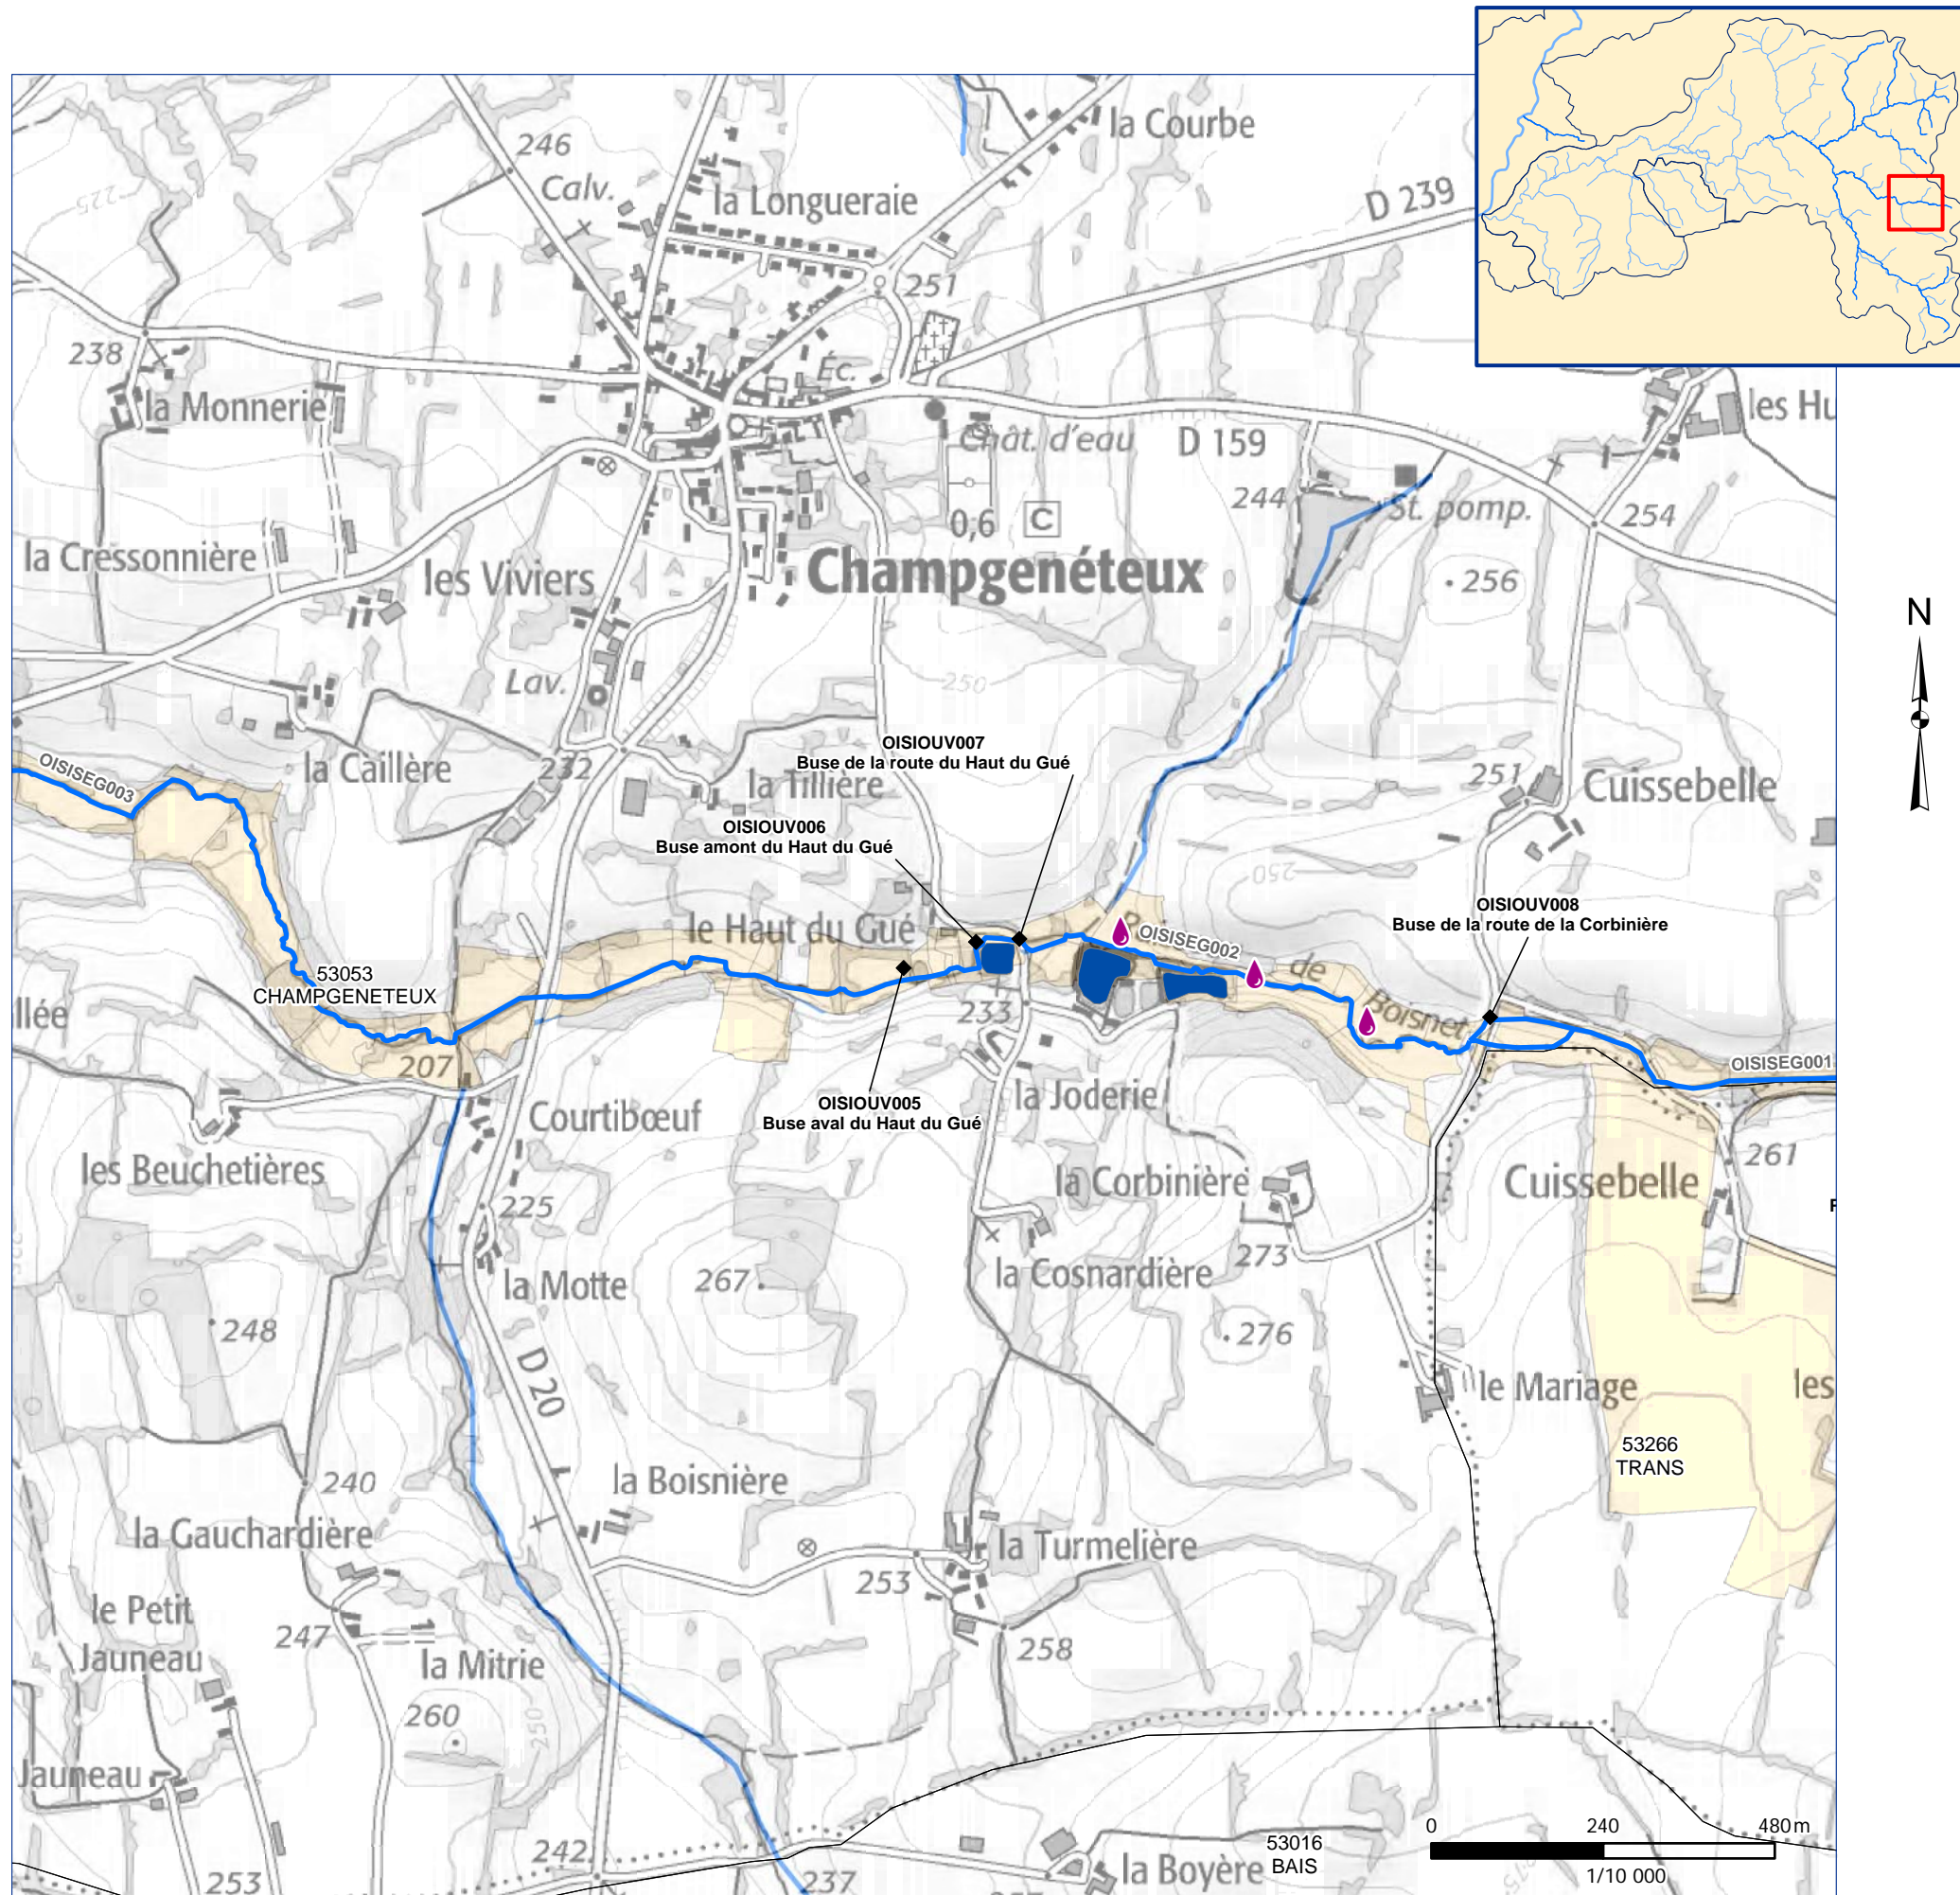 la Courbe
246
Calv.
la Longueraie
D 239
225
251
238
Éc.
la Monnerie
les Hu
Chât. d'eau
D 159
244
St. pomp.
254
0,6
C
la Cressonnière
les Viviers
Champgenéteux
256
N
Lav.
250
OISIOUV007
Buse de la route du Haut du Gué
OISISEG003
la Caillère
232
la Tillière
251
Cuissebelle
OISIOUV006
Buse amont du Haut du Gué
250
OISIOUV008
Buse de la route de la Corbinière
le Haut du Gué
OISISEG002
de
Boisnet
53053
CHAMPGENETEUX
llée
233
207
OISISEG001
OISIOUV005
Buse aval du Haut du Gué
la Joderie
Courtibœuf
les Beuchetières
261
la Corbinière
Cuissebelle
225
273
la Motte
267
la Cosnardière
248
276
D 20
le Mariage
les
53266
TRANS
240
la Boisnière
la Gauchardière
la Turmelière
253
le Petit
Jauneau
247
la Mitrie
258
260
250
Jauneau
0 240 480 m
1/10 000
242
53016
BAIS
la Boyère
253
237